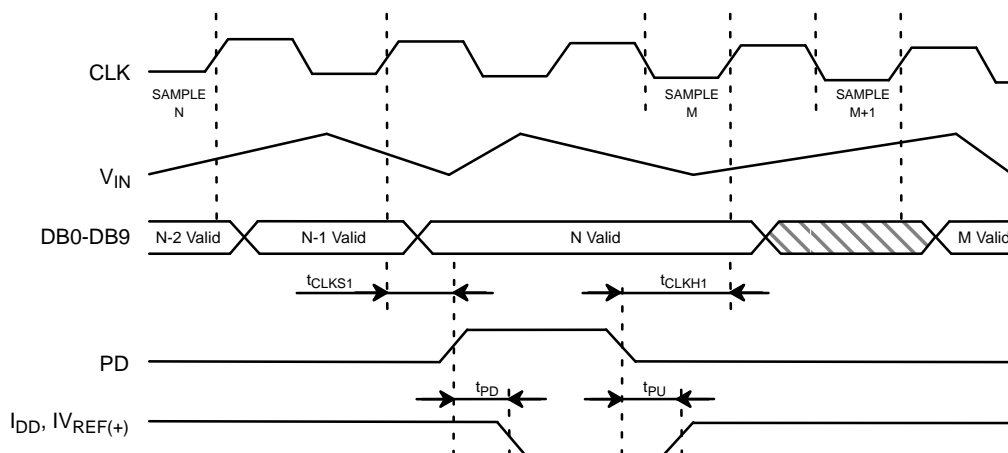 CLK
SAMPLE
N
SAMPLE
M
SAMPLE
M+1
VIN
DB0-DB9
N-2 Valid
N-1 Valid
N Valid
M Valid
tCLKS1
tCLKH1
PD
tPD
tPU
IDD, IVREF(+)